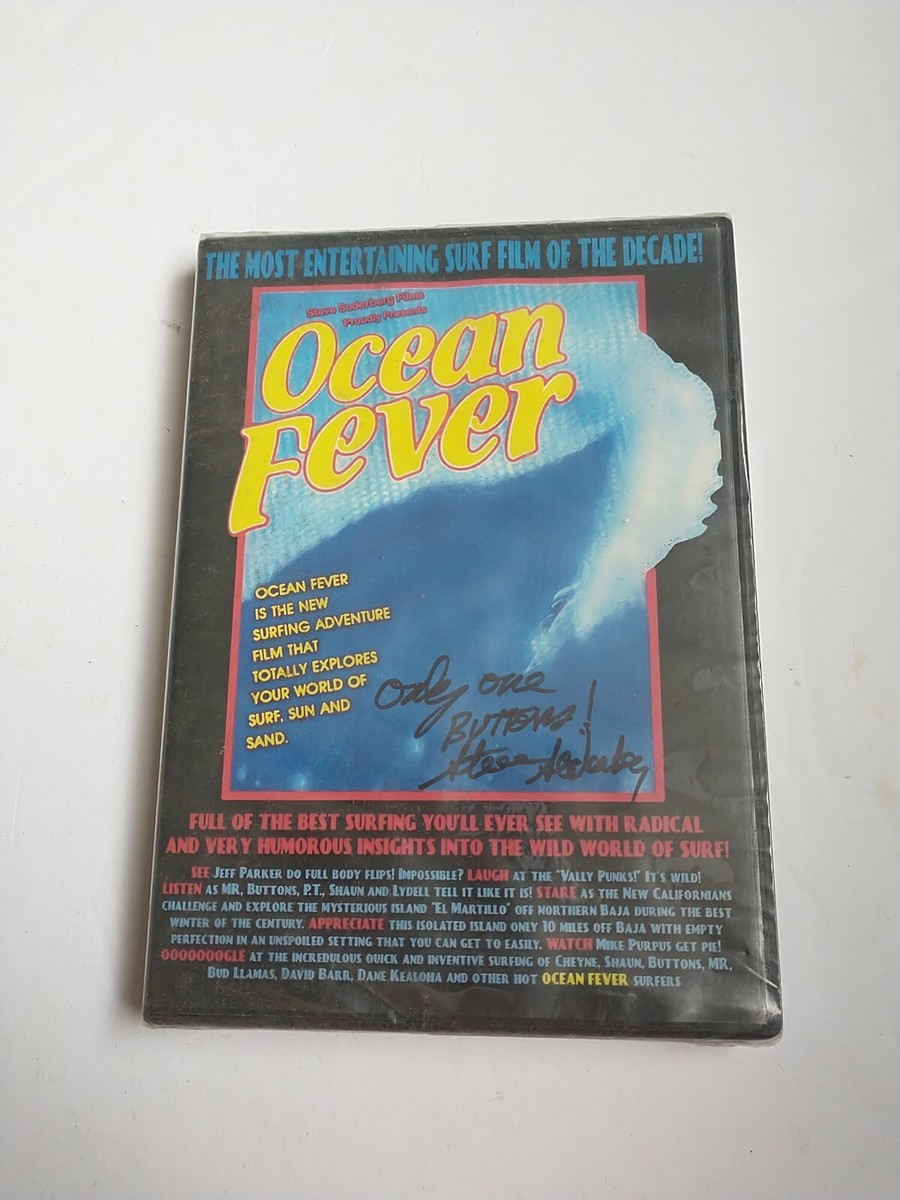 THE MOST ENTERTAINING SURF FILM OF THE DECADE!
Steve Soderberg Films
Proudly Presents
Ocean
Fever
OCEAN FEVER
IS THE NEW
SURFING ADVENTURE
FILM THAT
TOTALLY EXPLORES
YOUR WORLD OF
SURF, SUN AND
SAND.
Only one
BUTTONS!
Steve Soderberg
FULL OF THE BEST SURFING YOU'LL EVER SEE WITH RADICAL
AND VERY HUMOROUS INSIGHTS INTO THE WILD WORLD OF SURF!
SEE JEFF PARKER DO FULL BODY FLIPS! IMPOSSIBLE? LAUGH AT THE "VALLY PUNKS!" IT'S WILD!
LISTEN AS MR, BUTTONS, P.T., SHAUN AND LYDELL TELL IT LIKE IT IS! STARE AS THE NEW CALIFORNIANS
CHALLENGE AND EXPLORE THE MYSTERIOUS ISLAND "EL MARTILLO" OFF NORTHERN BAJA DURING THE BEST
WINTER OF THE CENTURY. APPRECIATE THIS ISOLATED ISLAND ONLY 10 MILES OFF BAJA WITH EMPTY
PERFECTION IN AN UNSPOILED SETTING THAT YOU CAN GET TO EASILY. WATCH MIKE PURPUS GET PIE!
OOOOOOOGLE AT THE INCREDULOUS QUICK AND INVENTIVE SURFING OF CHEYNE, SHAUN, BUTTONS, MR,
BUD LLAMAS, DAVID BARR, DANE KEALOHA AND OTHER HOT OCEAN FEVER SURFERS